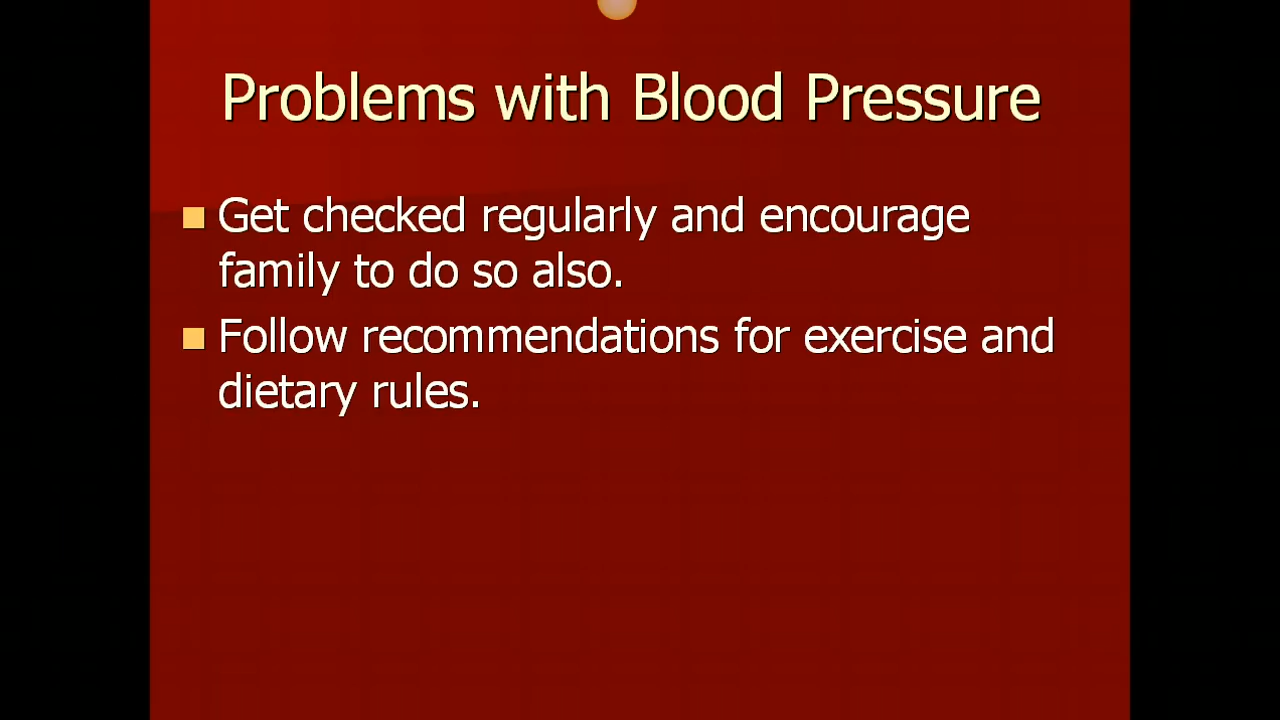 Problems with Blood Pressure
Get checked regularly and encourage
family to do so also.
Follow recommendations for exercise and
dietary rules.